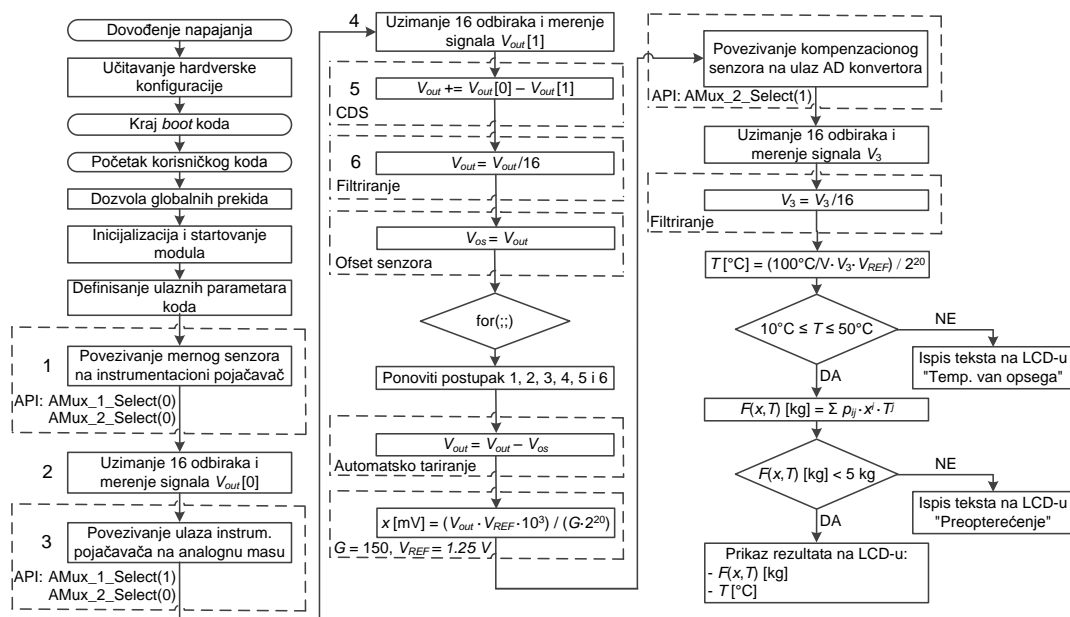 Dovođenje napajanja
Učitavanje hardverske
konfiguracije
Kraj boot koda
Početak korisničkog koda
Dozvola globalnih prekida
Inicijalizacija i startovanje
modula
Definisanje ulaznih parametara
koda
1
Povezivanje mernog senzora
na instrumentacioni pojačavač
API: AMux_1_Select(0)
AMux_2_Select(0)
2
Uzimanje 16 odbiraka i
merenje signala Vout[0]
3
Povezivanje ulaza instrum.
pojačavača na analognu masu
API: AMux_1_Select(1)
AMux_2_Select(0)
4
Uzimanje 16 odbiraka i merenje
signala Vout[1]
5
Vout += Vout[0] – Vout[1]
CDS
6
Vout = Vout/16
Filtriranje
Vos = Vout
Ofset senzora
for(;;)
Ponoviti postupak 1, 2, 3, 4, 5 i 6
Vout = Vout – Vos
Automatsko tariranje
x [mV] = (Vout · VREF · 10³) / (G·2²⁰)
G = 150, VREF = 1.25 V
Povezivanje kompenzacionog
senzora na ulaz AD konvertora
API: AMux_2_Select(1)
Uzimanje 16 odbiraka i
merenje signala V3
V3 = V3/16
Filtriranje
T [°C] = (100°C/V· V3· VREF) / 2²⁰
10°C ≤ T ≤ 50°C
NE
Ispis teksta na LCD-u
"Temp. van opsega"
DA
F(x,T) [kg] = Σ pij · xⁱ · Tʲ
F(x,T) [kg] < 5 kg
NE
Ispis teksta na LCD-u
"Preopterećenje"
DA
Prikaz rezultata na LCD-u:
- F(x,T) [kg]
- T [°C]